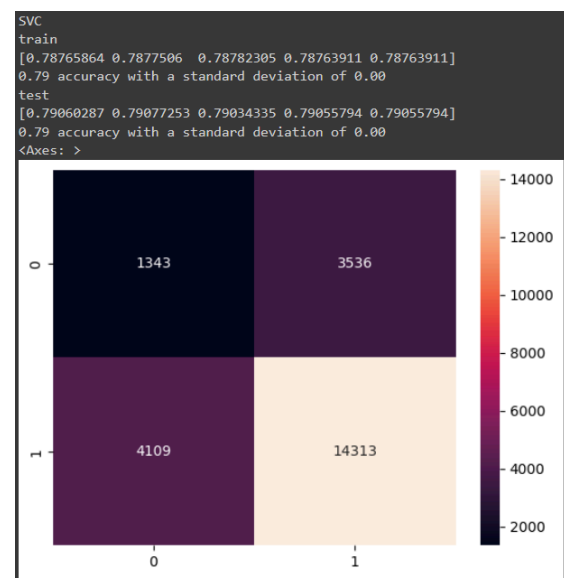 SVC
train
[0.78765864 0.7877506  0.78782305 0.78763911 0.78763911]
0.79 accuracy with a standard deviation of 0.00
test
[0.79060287 0.79077253 0.79034335 0.79055794 0.79055794]
0.79 accuracy with a standard deviation of 0.00
<Axes: >
14000
12000
10000
8000
6000
4000
2000
0
1343
3536
1
4109
14313
0
1